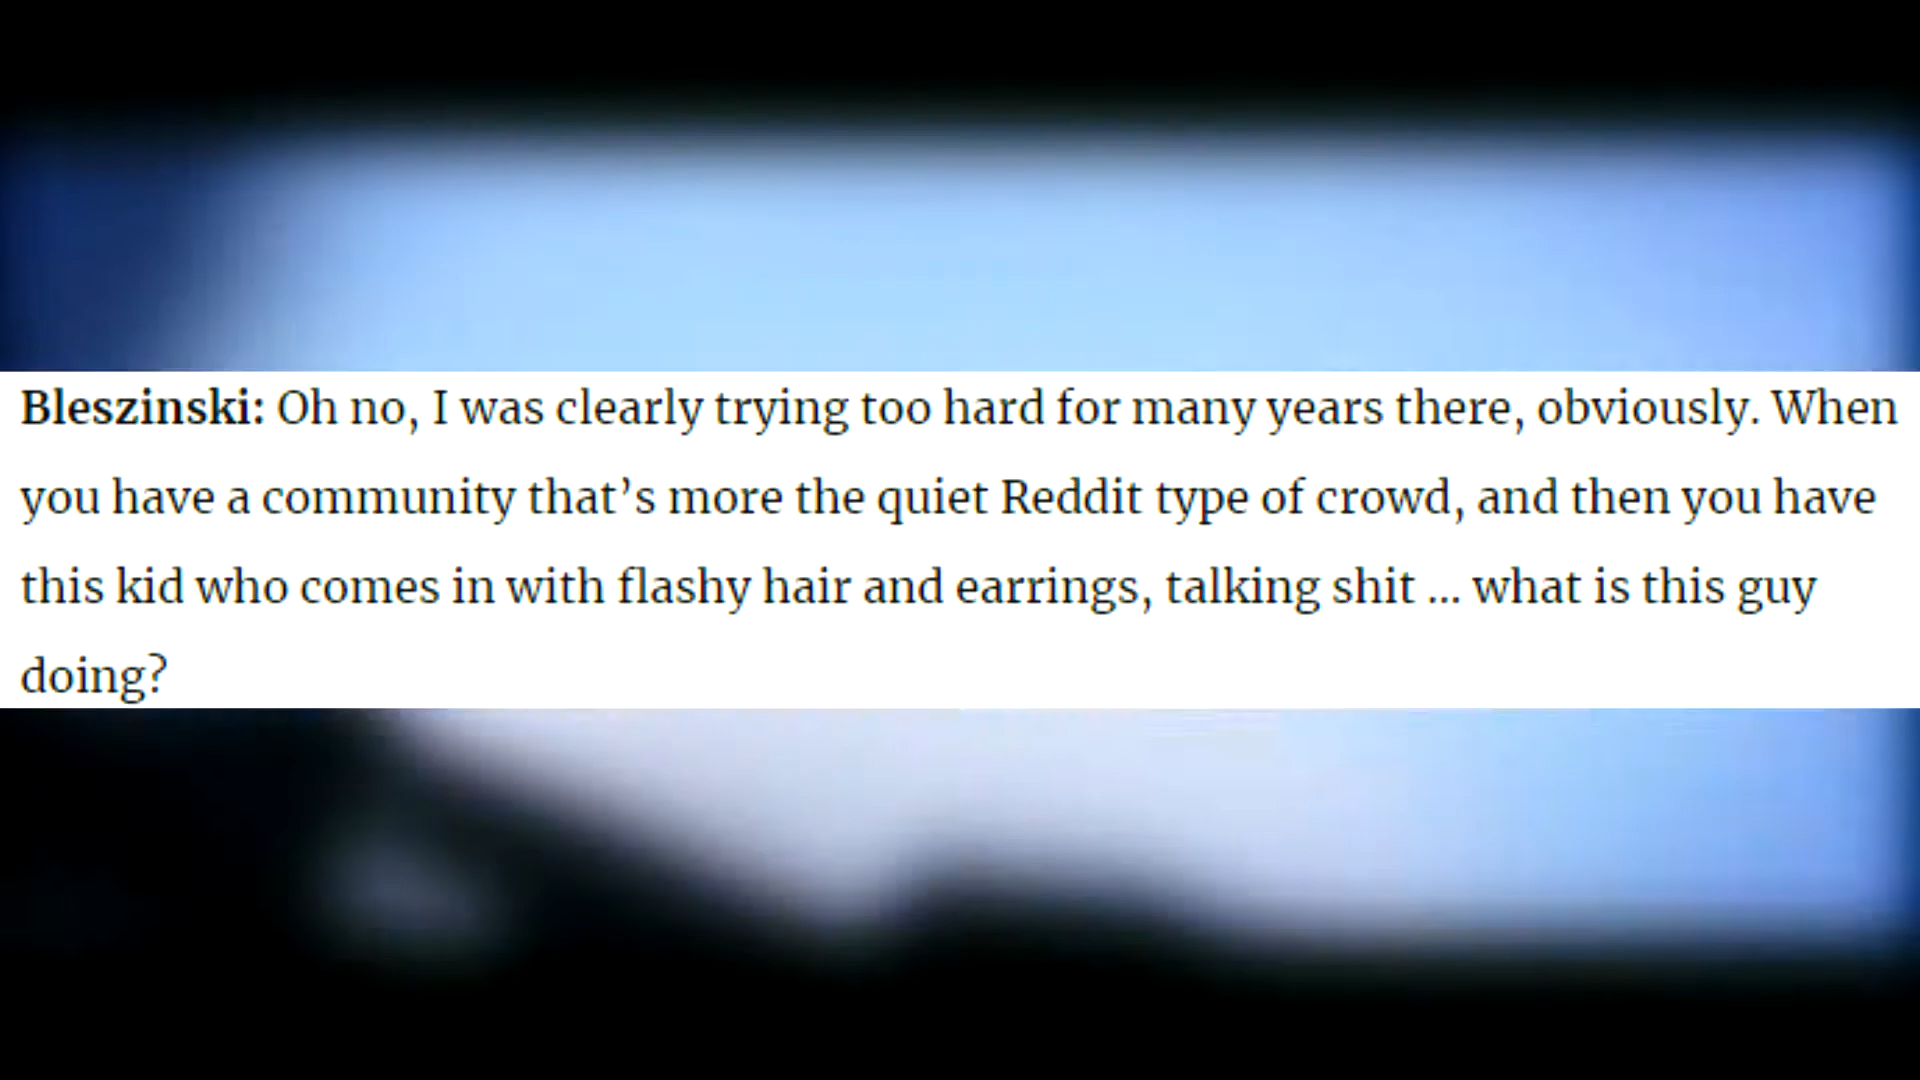 Bleszinski: Oh no, I was clearly trying too hard for many years there, obviously. When
you have a community that’s more the quiet Reddit type of crowd, and then you have
this kid who comes in with flashy hair and earrings, talking shit ... what is this guy
doing?